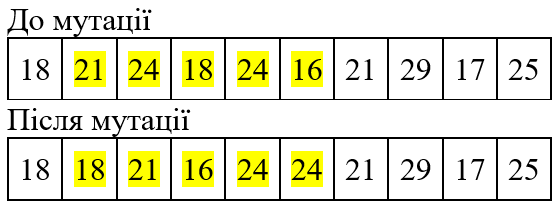 До мутації
18 21 24 18 24 16 21 29 17 25
Після мутації
18 18 21 16 24 24 21 29 17 25